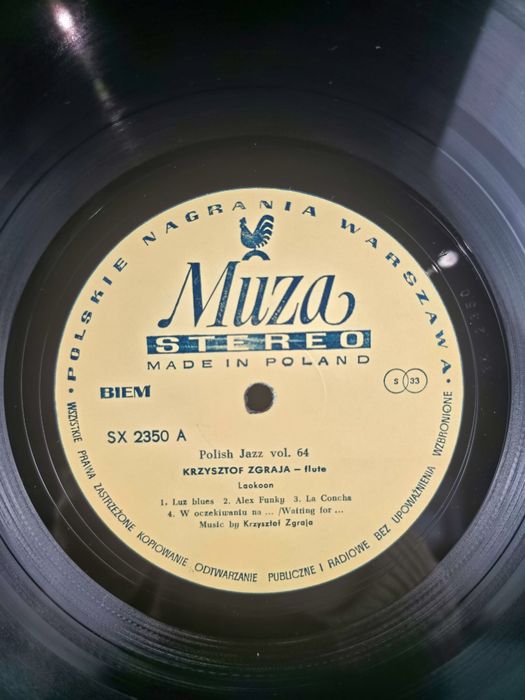 • POLSKIE NAGRANIA WARSZAWA •
Muza
STEREO
MADE IN POLAND
BIEM
S 33
SX 2350 A
Polish Jazz vol. 64
KRZYSZTOF ZGRAJA – flute
Laokoon
1. Luz blues 2. Alex Funky 3. La Concha
4. W oczekiwaniu na ... /Waiting for ...
Music by Krzysztof Zgraja
WSZYSTKIE PRAWA ZASTRZEŻONE KOPIOWANIE ODTWARZANIE PUBLICZNE I RADIOWE BEZ UPOWAŻNIENIA WZBRONIONE